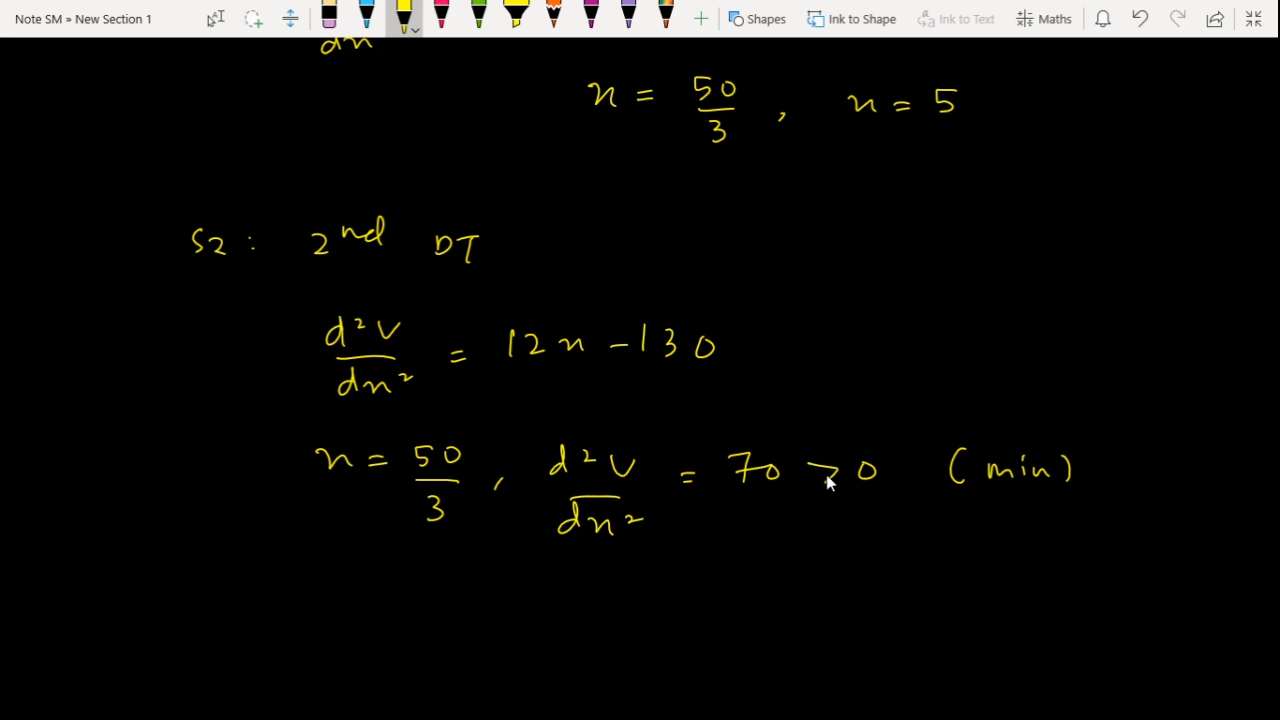 Note SM » New Section 1 Shapes Ink to Shape Ink to Text Maths
dx
x = 50/3 , x = 5
S2 : 2nd DT
d²V/dx² = 12x - 130
x = 50/3 , d²V/dx² = 70 > 0 (min)